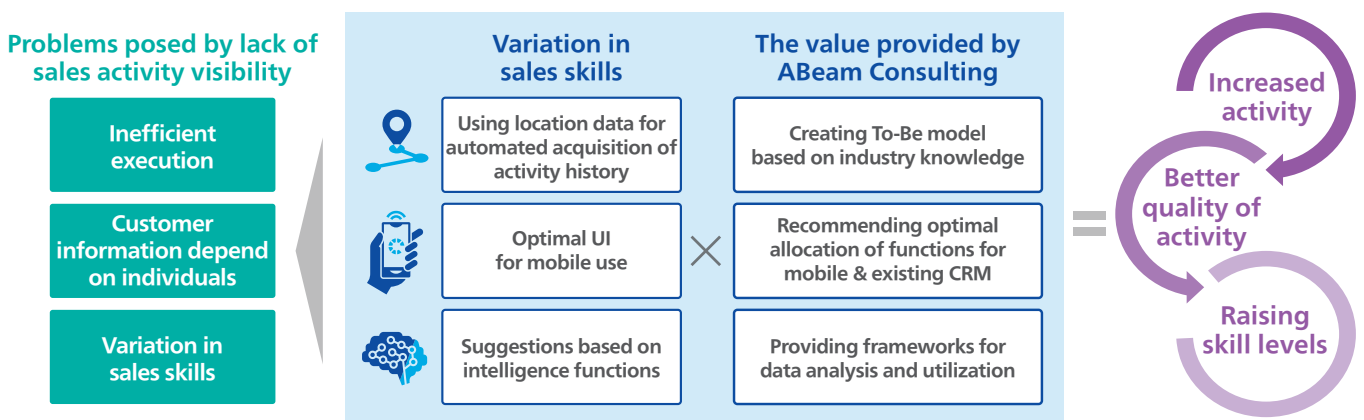 Problems posed by lack of
sales activity visibility
Inefficient
execution
Customer
information depend
on individuals
Variation in
sales skills
Variation in
sales skills
Using location data for
automated acquisition of
activity history
Optimal UI
for mobile use
Suggestions based on
intelligence functions
The value provided by
ABeam Consulting
Creating To-Be model
based on industry knowledge
Recommending optimal
allocation of functions for
mobile & existing CRM
Providing frameworks for
data analysis and utilization
Increased
activity
Better
quality of
activity
Raising
skill levels